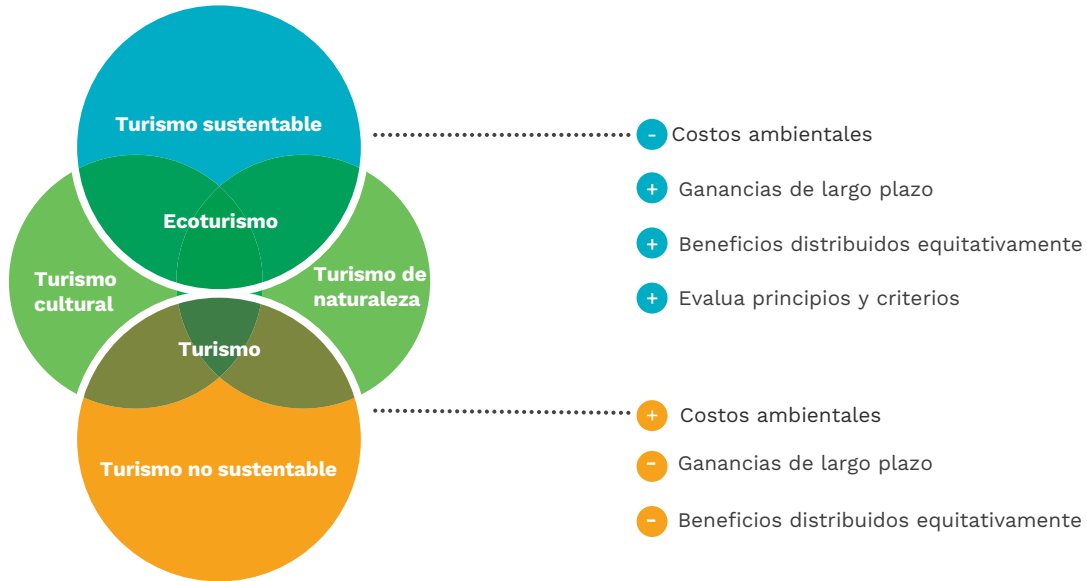 Turismo sustentable
Ecoturismo
Turismo
cultural
Turismo de
naturaleza
Turismo
Turismo no sustentable
- Costos ambientales
+ Ganancias de largo plazo
+ Beneficios distribuidos equitativamente
+ Evalua principios y criterios
+ Costos ambientales
- Ganancias de largo plazo
- Beneficios distribuidos equitativamente